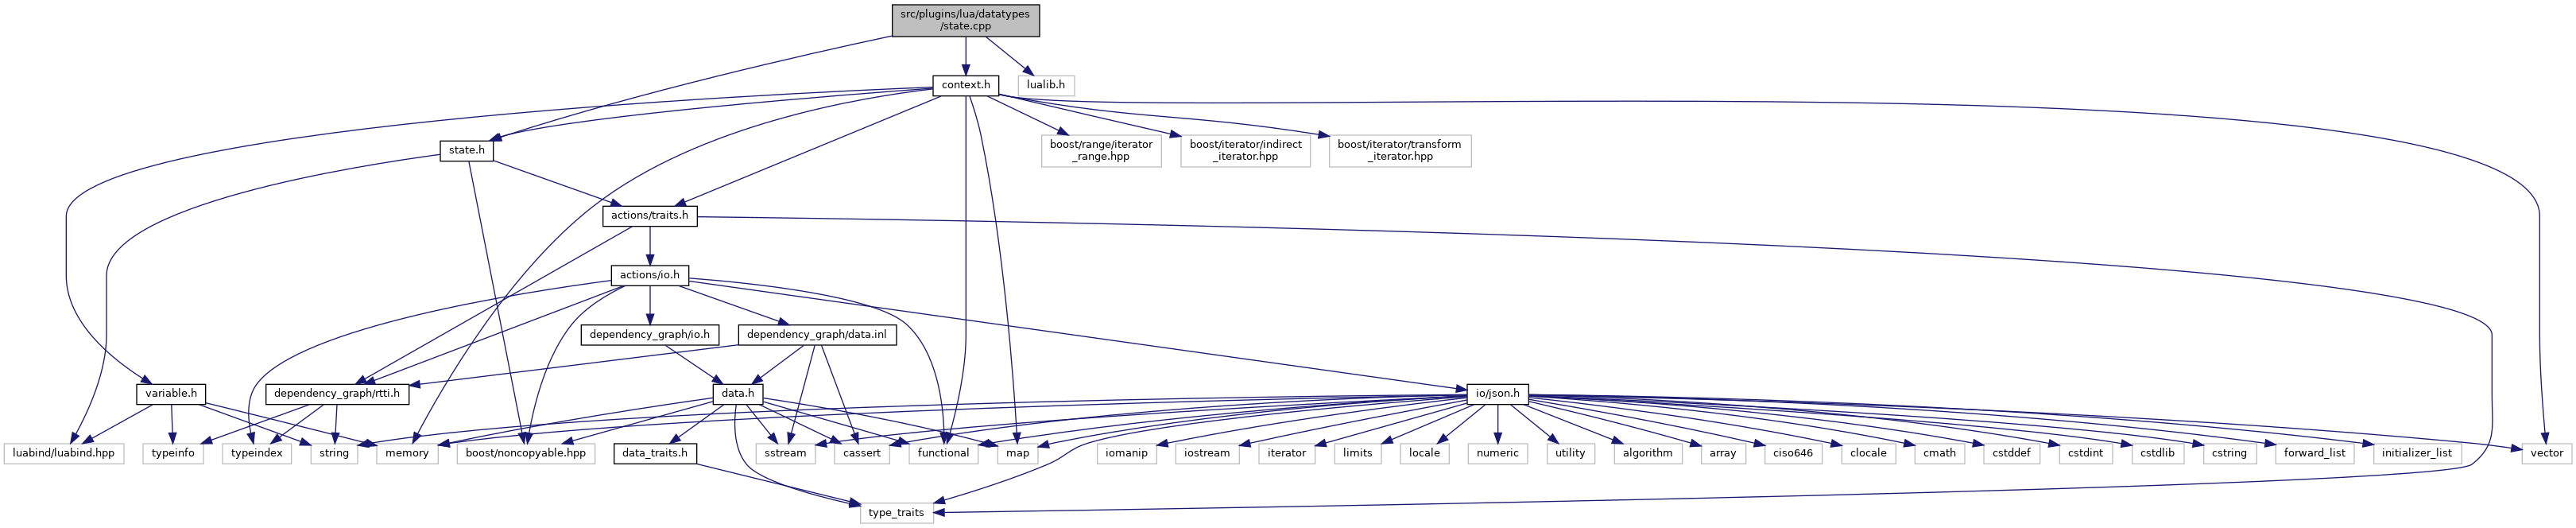 src/plugins/lua/datatypes
/state.cpp
context.h
lualib.h
boost/range/iterator
_range.hpp
boost/iterator/indirect
_iterator.hpp
boost/iterator/transform
_iterator.hpp
state.h
actions/traits.h
actions/io.h
dependency_graph/io.h
dependency_graph/data.inl
variable.h
dependency_graph/rtti.h
data.h
io/json.h
luabind/luabind.hpp
typeinfo
typeindex
string
memory
boost/noncopyable.hpp
data_traits.h
sstream
cassert
functional
map
iomanip
iostream
iterator
limits
locale
numeric
utility
algorithm
array
ciso646
clocale
cmath
cstddef
cstdint
cstdlib
cstring
forward_list
initializer_list
vector
type_traits